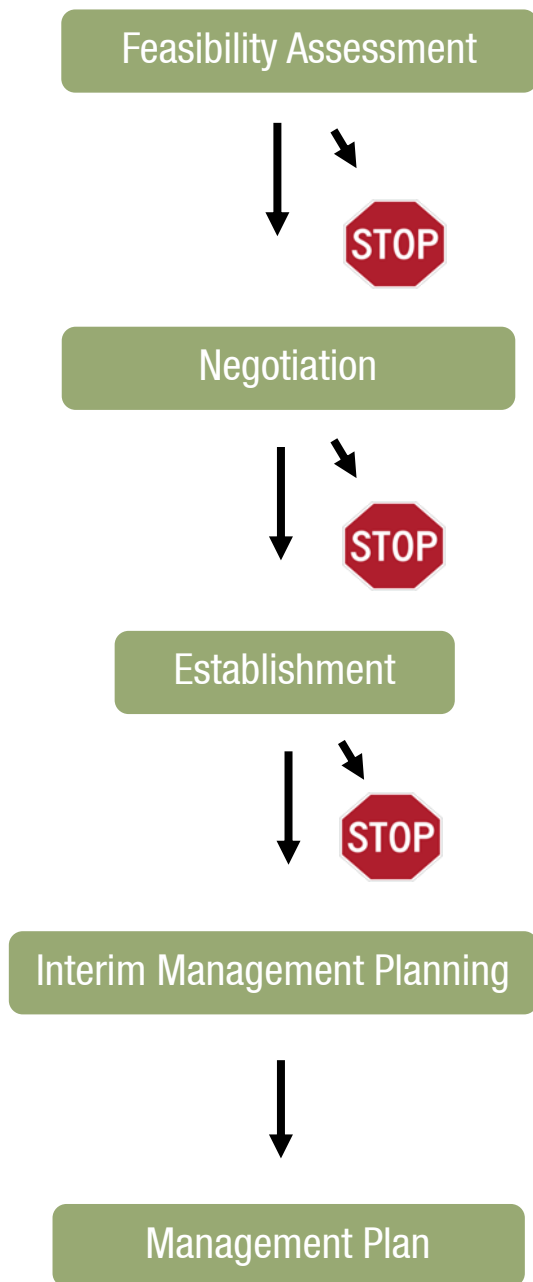 Feasibility Assessment
STOP
Negotiation
STOP
Establishment
STOP
Interim Management Planning
Management Plan